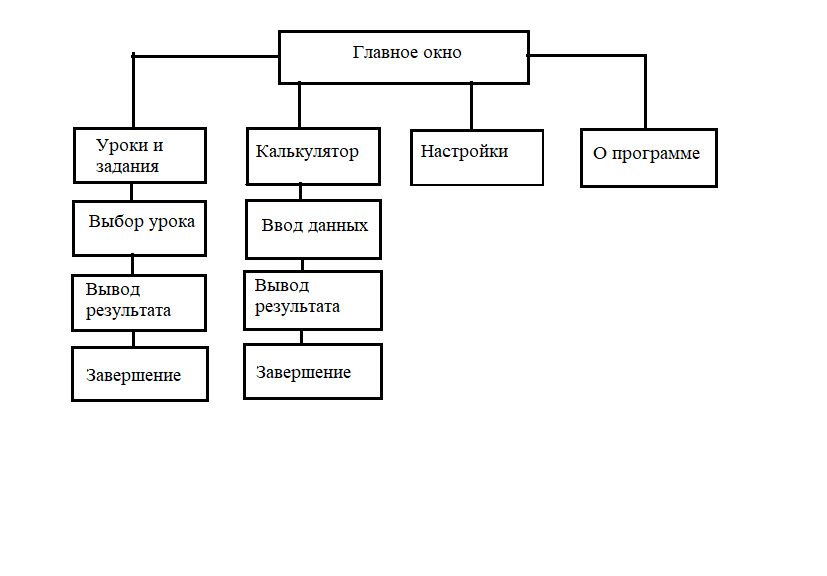 Главное окно
Уроки и
задания
Калькулятор
Настройки
О программе
Выбор урока
Ввод данных
Вывод
результата
Вывод
результата
Завершение
Завершение